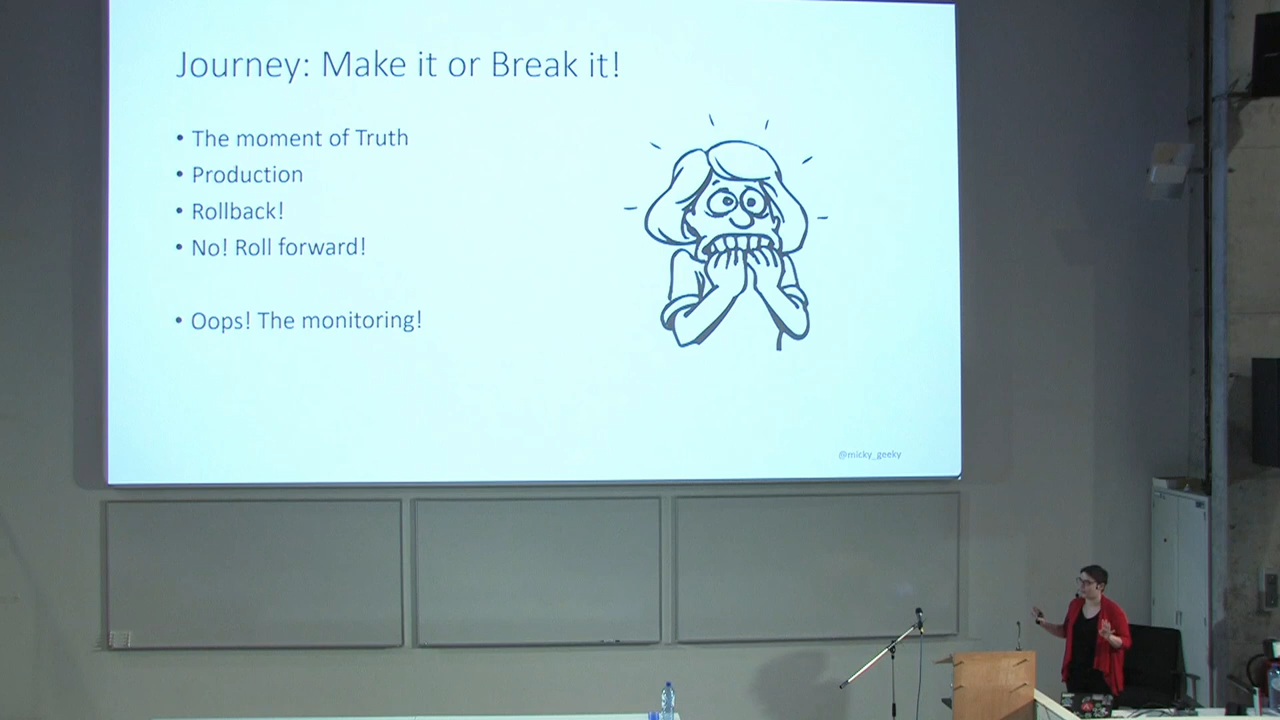 Journey: Make it or Break it!
• The moment of Truth
• Production
• Rollback!
• No! Roll forward!
• Oops! The monitoring!
@micky_geeky